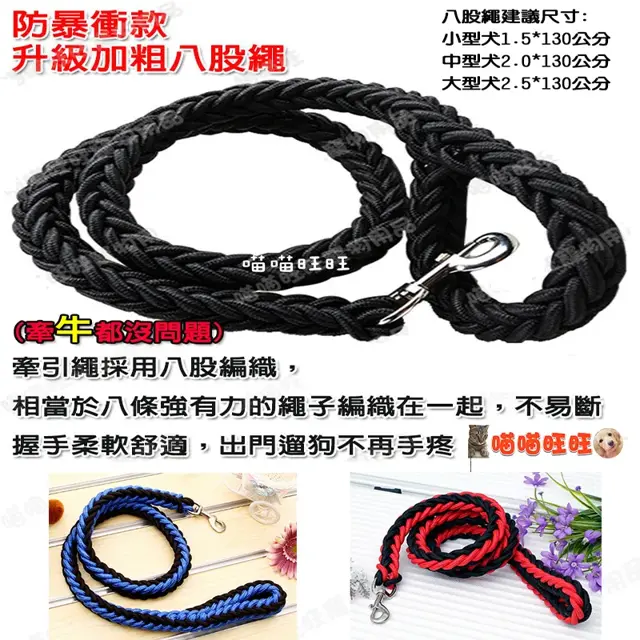 防暴衝款
升級加粗八股繩
八股繩建議尺寸:
小型犬1.5*130公分
中型犬2.0*130公分
大型犬2.5*130公分
喵喵旺旺
(牽牛都沒問題)
牽引繩採用八股編織，
相當於八條強有力的繩子編織在一起，不易斷
握手柔軟舒適，出門遛狗不再手疼
喵喵旺旺